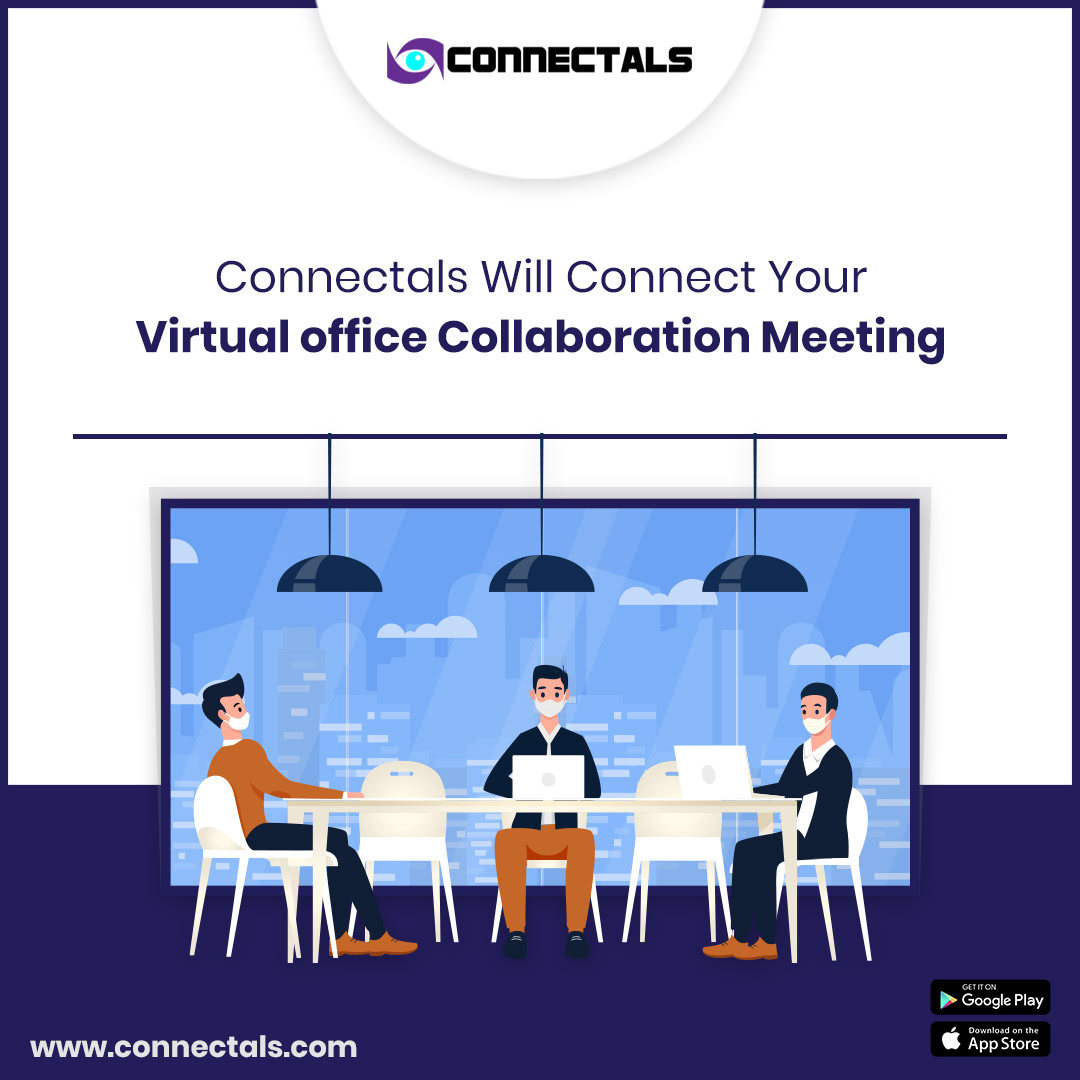 CONNECTALS
Connectals Will Connect Your
Virtual office Collaboration Meeting
www.connectals.com
GET IT ON
Google Play
Download on the
App Store